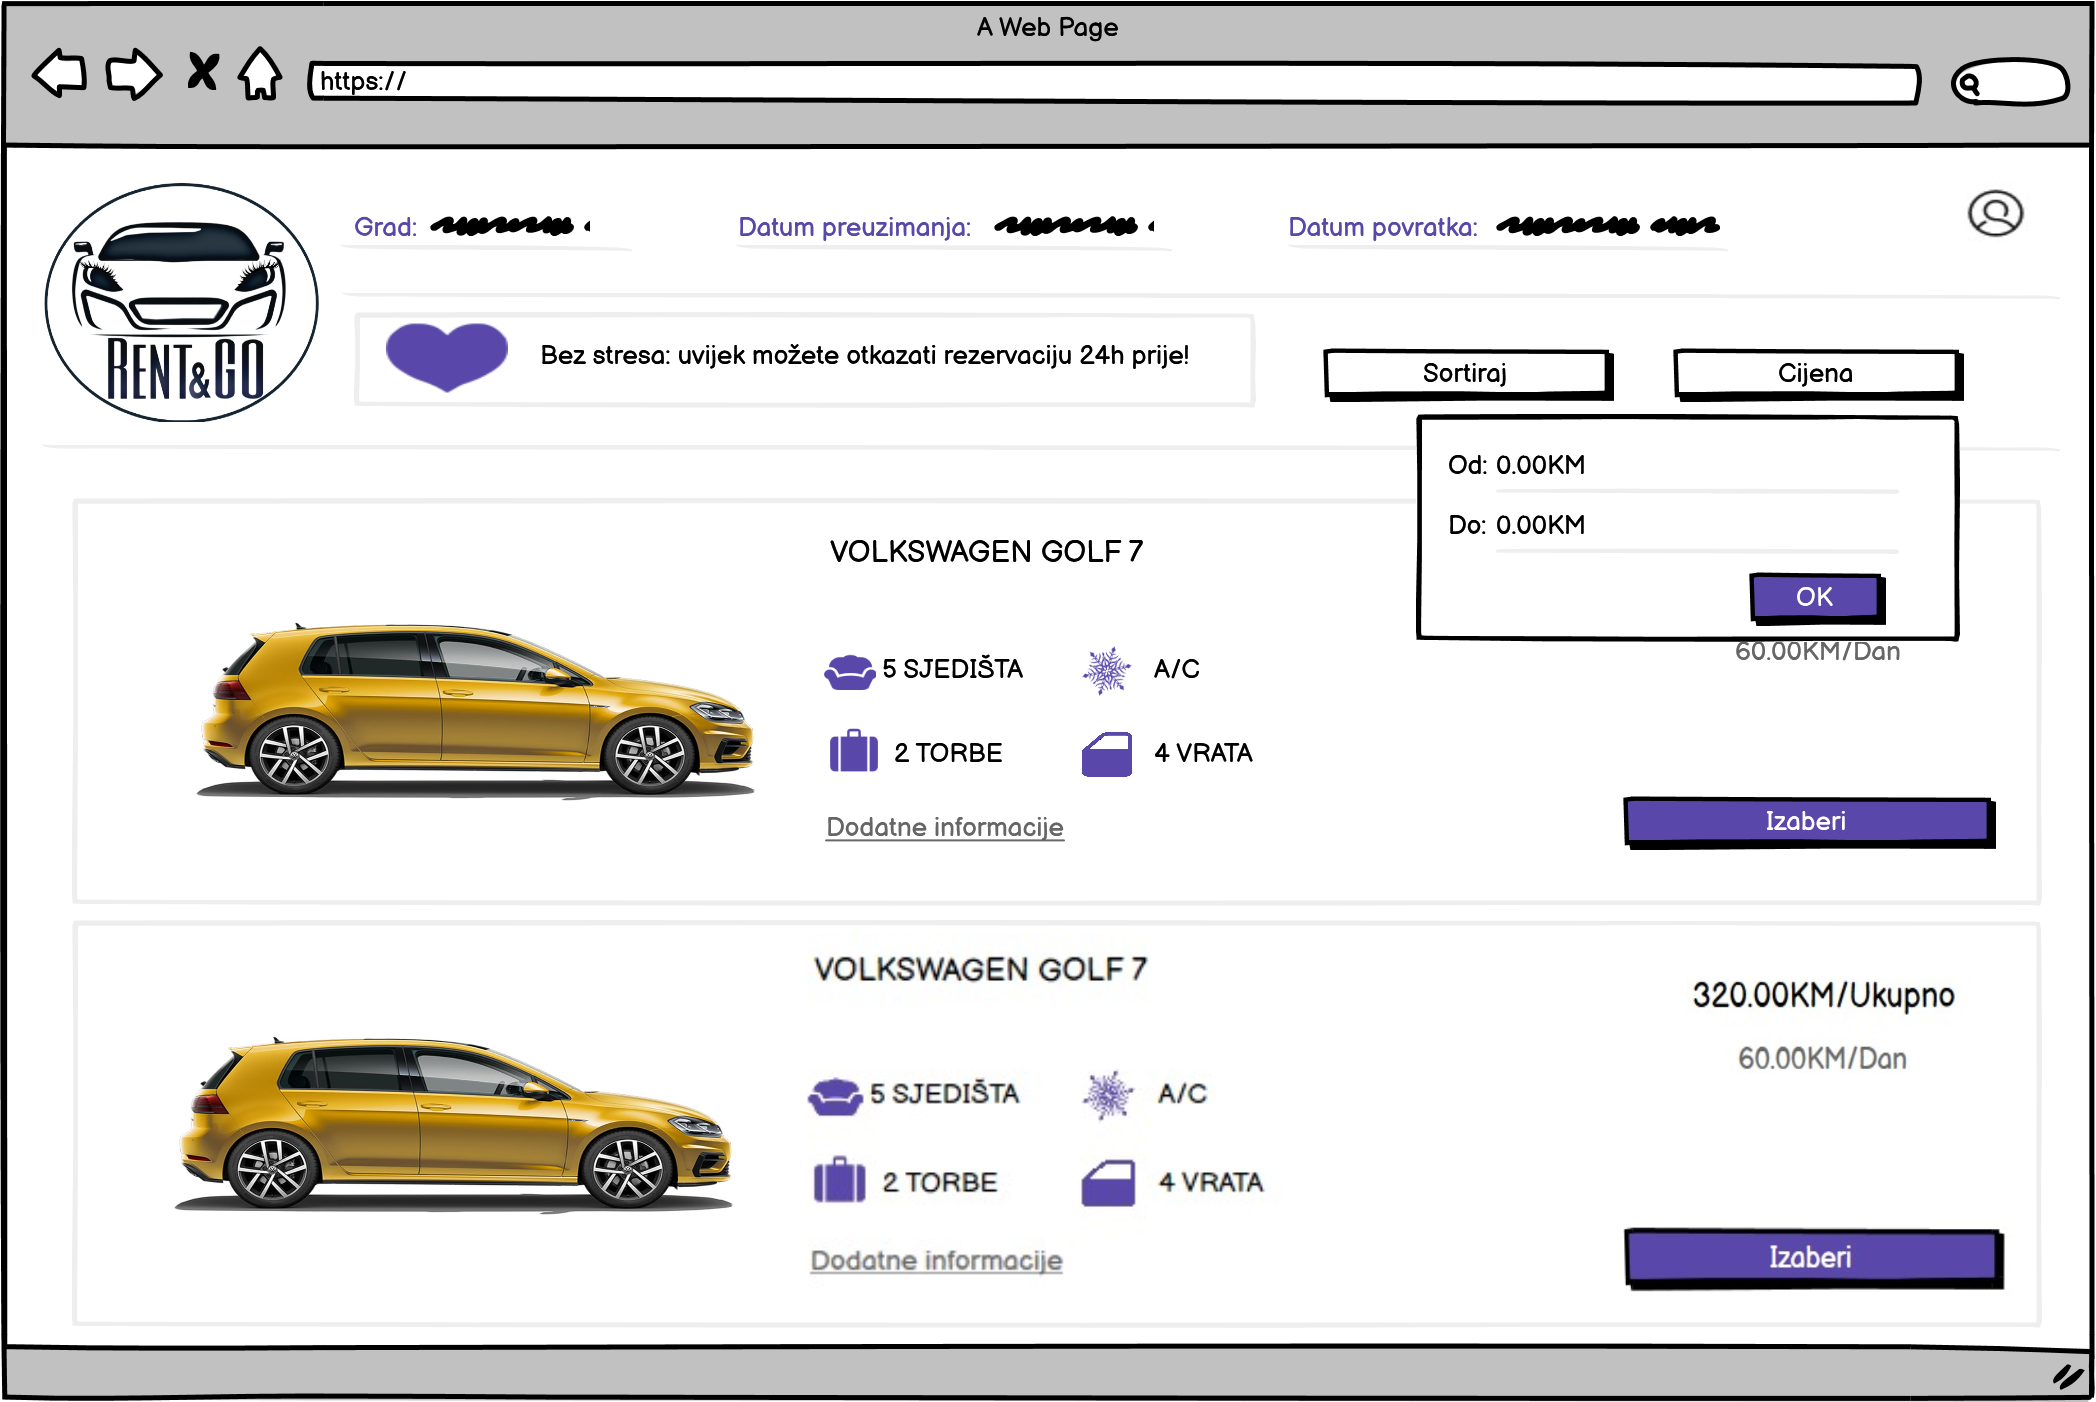 A Web Page
https://
RENT&GO
Grad:
Datum preuzimanja:
Datum povratka:
Bez stresa: uvijek možete otkazati rezervaciju 24h prije!
Sortiraj
Cijena
Od: 0.00KM
Do: 0.00KM
OK
VOLKSWAGEN GOLF 7
60.00KM/Dan
5 SJEDIŠTA
A/C
2 TORBE
4 VRATA
Dodatne informacije
Izaberi
VOLKSWAGEN GOLF 7
320.00KM/Ukupno
60.00KM/Dan
5 SJEDIŠTA
A/C
2 TORBE
4 VRATA
Dodatne informacije
Izaberi